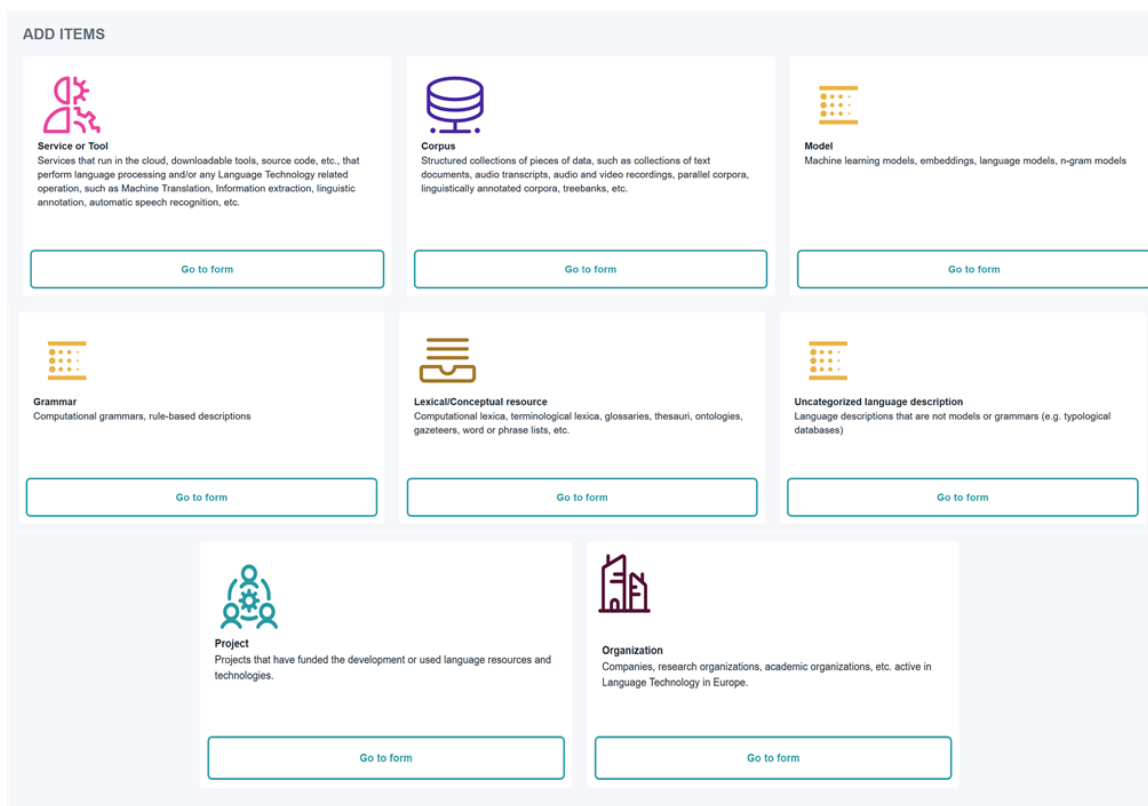 ADD ITEMS
Service or Tool
Services that run in the cloud, downloadable tools, source code, etc., that
perform language processing and/or any Language Technology related
operation, such as Machine Translation, Information extraction, linguistic
annotation, automatic speech recognition, etc.
Go to form
Corpus
Structured collections of pieces of data, such as collections of text
documents, audio transcripts, audio and video recordings, parallel corpora,
linguistically annotated corpora, treebanks, etc.
Go to form
Model
Machine learning models, embeddings, language models, n-gram models
Go to form
Grammar
Computational grammars, rule-based descriptions
Go to form
Lexical/Conceptual resource
Computational lexica, terminological lexica, glossaries, thesauri, ontologies,
gazeteers, word or phrase lists, etc.
Go to form
Uncategorized language description
Language descriptions that are not models or grammars (e.g. typological
databases)
Go to form
Project
Projects that have funded the development or used language resources and
technologies.
Go to form
Organization
Companies, research organizations, academic organizations, etc. active in
Language Technology in Europe.
Go to form